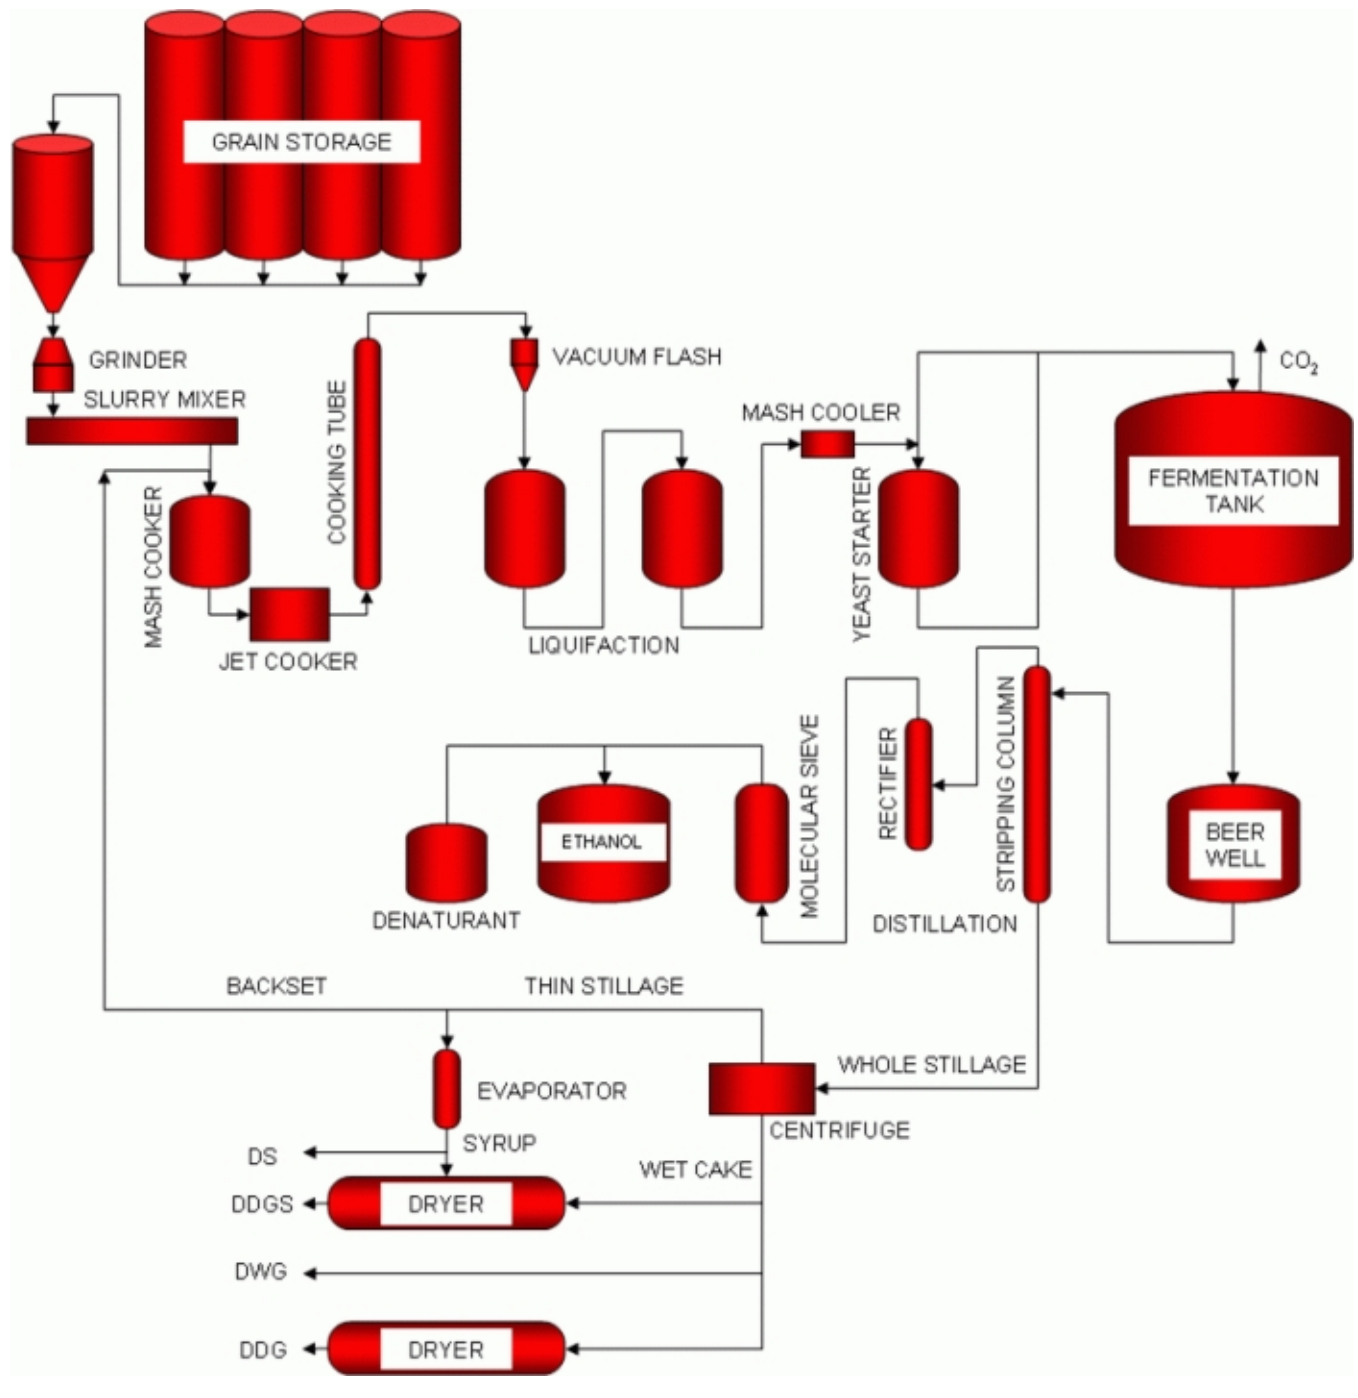 GRAIN STORAGE
GRINDER
SLURRY MIXER
MASH COOKER
JET COOKER
COOKING TUBE
VACUUM FLASH
LIQUIFACTION
MASH COOLER
YEAST STARTER
CO₂
FERMENTATION
TANK
BEER
WELL
STRIPPING COLUMN
RECTIFIER
DISTILLATION
MOLECULAR SIEVE
ETHANOL
DENATURANT
BACKSET
THIN STILLAGE
WHOLE STILLAGE
CENTRIFUGE
EVAPORATOR
SYRUP
WET CAKE
DS
DDGS
DRYER
DWG
DDG
DRYER